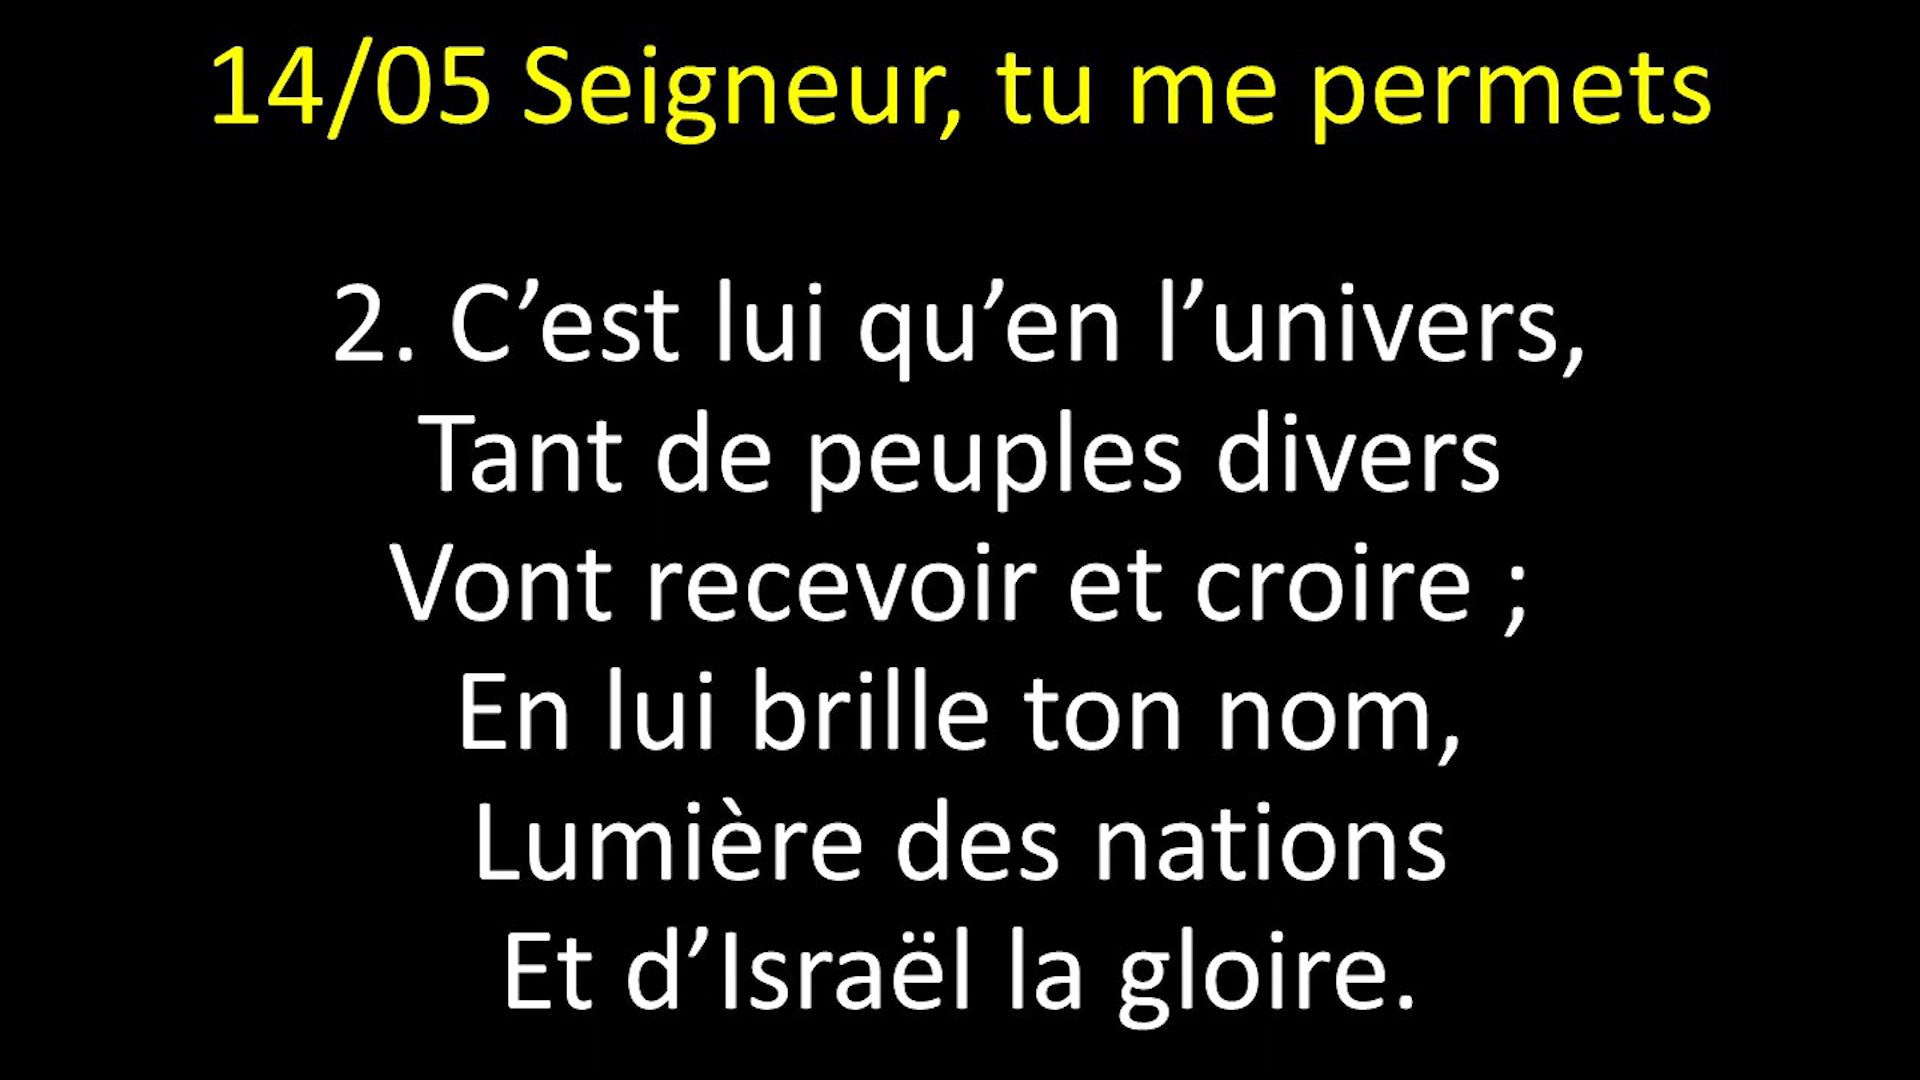 14/05 Seigneur, tu me permets
2. C’est lui qu’en l’univers,
Tant de peuples divers
Vont recevoir et croire ;
En lui brille ton nom,
Lumière des nations
Et d’Israël la gloire.